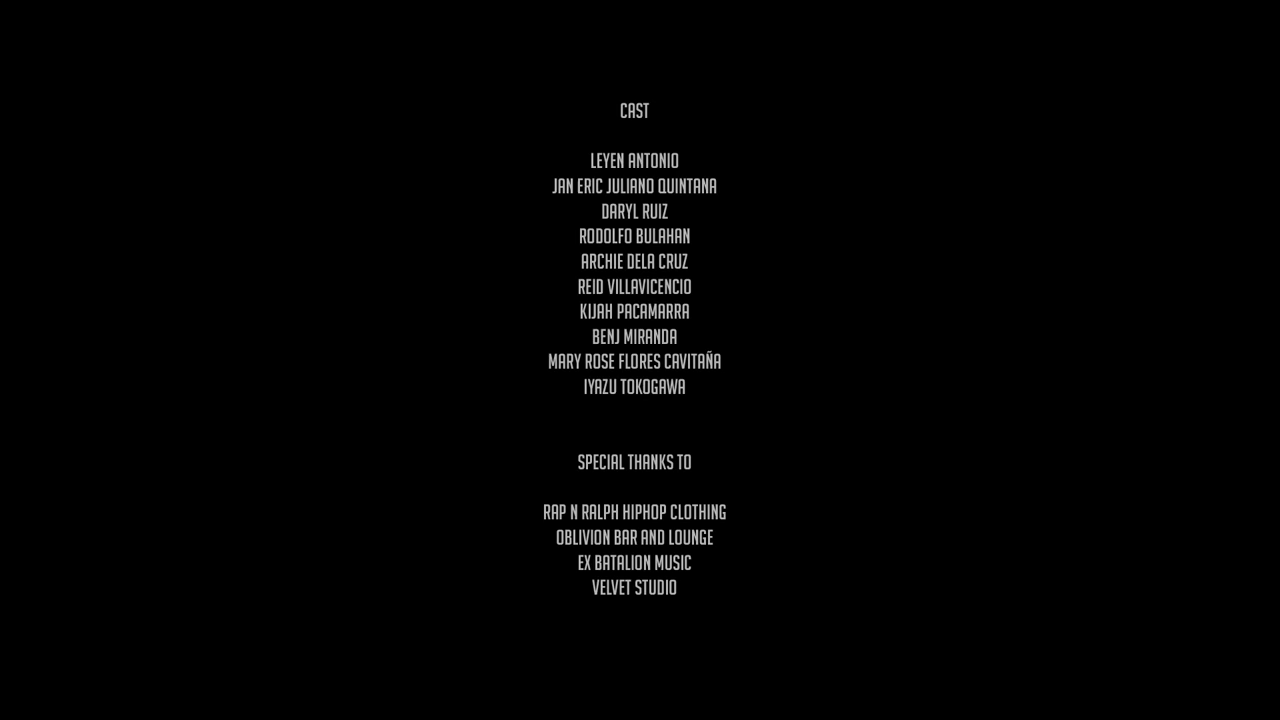 CAST
LEYEN ANTONIO
JAN ERIC JULIANO QUINTANA
DARYL RUIZ
RODOLFO BULAHAN
ARCHIE DELA CRUZ
REID VILLAVICENCIO
KIJAH PACAMARRA
BENJ MIRANDA
MARY ROSE FLORES CAVITAÑA
IYAZU TOKOGAWA
SPECIAL THANKS TO
RAP N RALPH HIPHOP CLOTHING
OBLIVION BAR AND LOUNGE
EX BATALION MUSIC
VELVET STUDIO